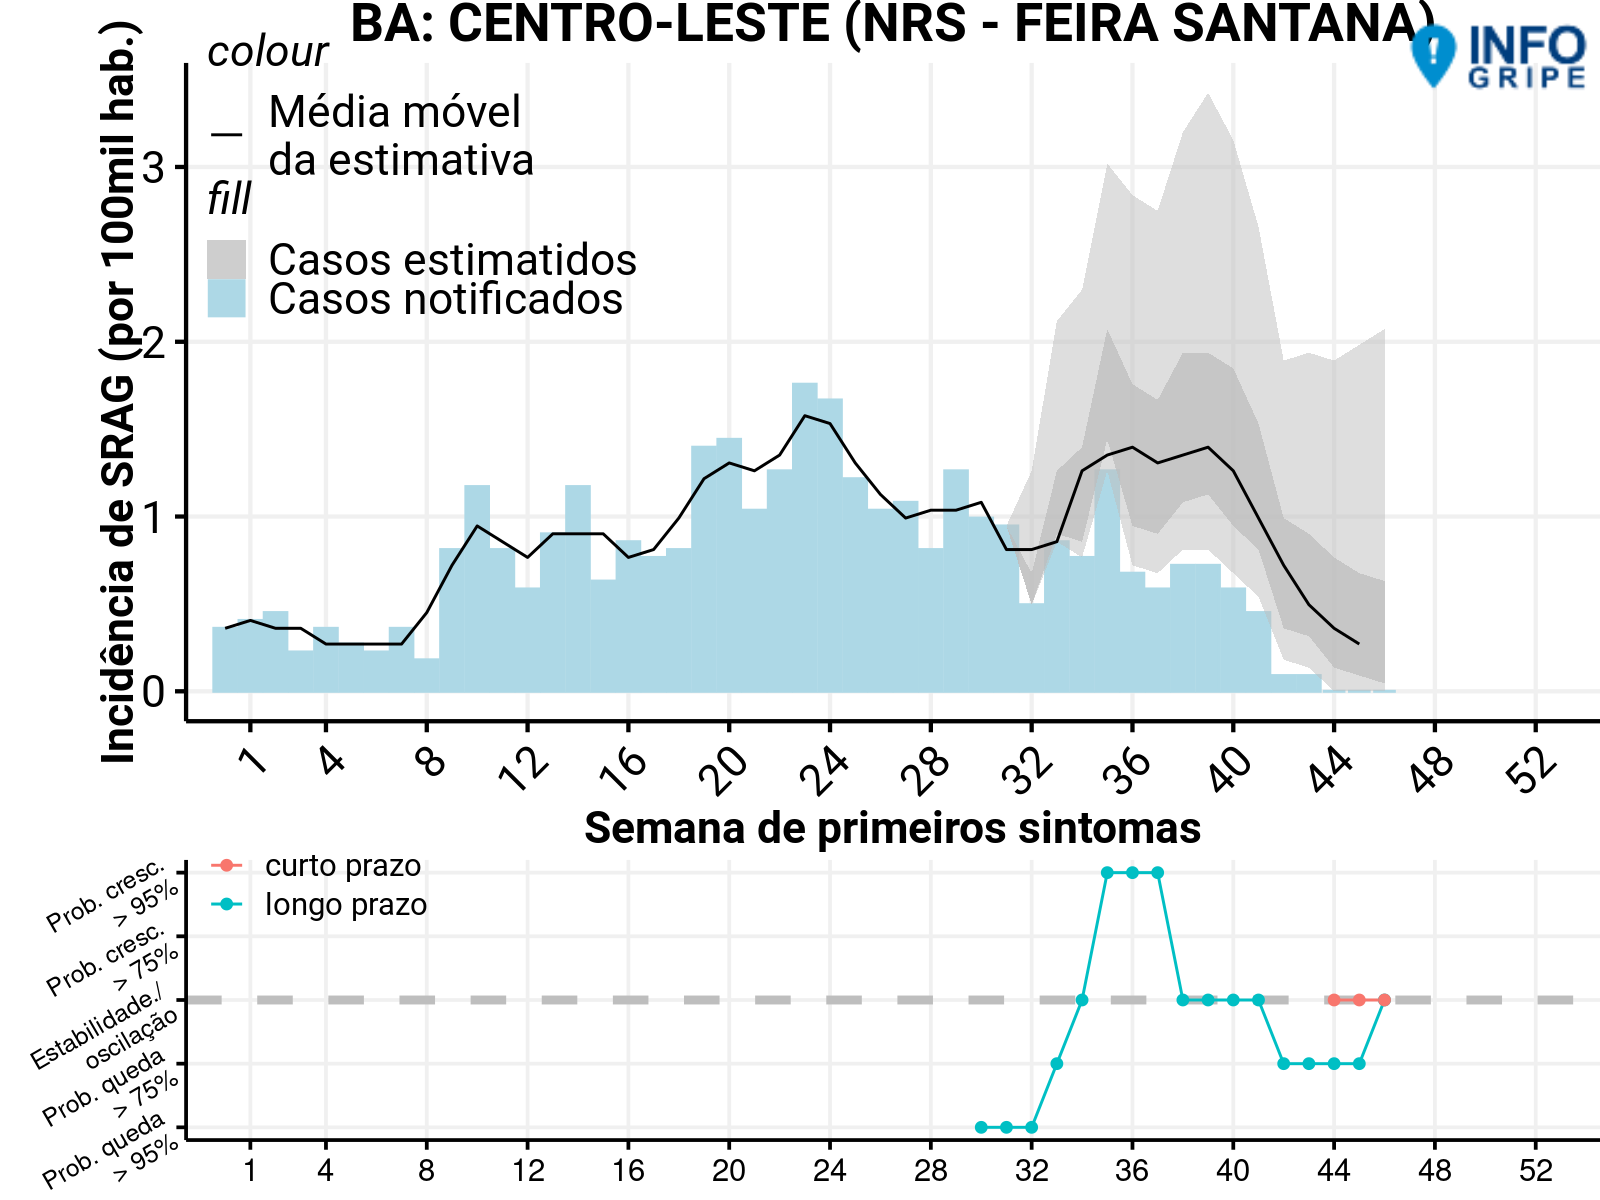 BA: CENTRO-LESTE (NRS - FEIRA SANTANA)
INFO
GRIPE
colour
Média móvel
da estimativa
fill
Casos estimatidos
Casos notificados
Incidência de SRAG (por 100mil hab.)
3
2
1
0
1 4 8 12 16 20 24 28 32 36 40 44 48 52
Semana de primeiros sintomas
curto prazo
longo prazo
Prob. cresc.
> 95%
Prob. cresc.
> 75%
Estabilidade./
oscilação
Prob. queda
> 75%
Prob. queda
> 95%
1 4 8 12 16 20 24 28 32 36 40 44 48 52